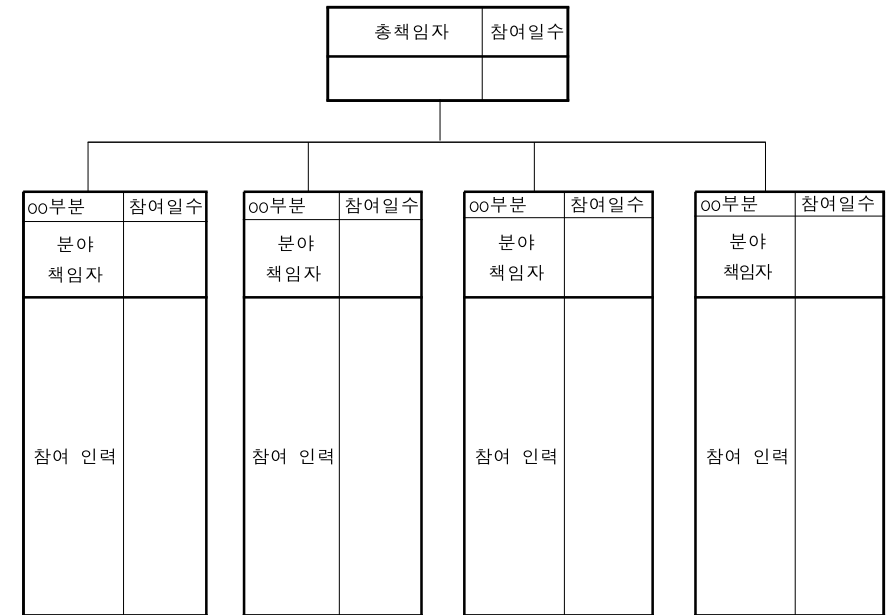 총책임자 참여일수
oo부분 참여일수 oo부분 참여일수 oo부분 참여일수 oo부분 참여일수
분야 분야 분야 분야
책임자 책임자 책임자 책임자
참여 인력 참여 인력 참여 인력 참여 인력